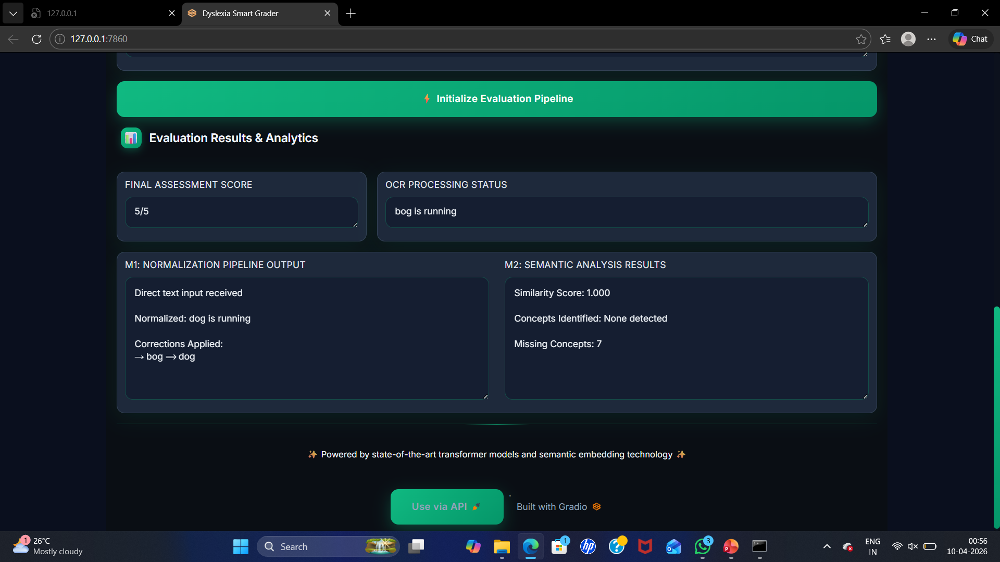 127.0.0.1
Dyslexia Smart Grader
127.0.0.1:7860
Chat
Initialize Evaluation Pipeline
Evaluation Results & Analytics
FINAL ASSESSMENT SCORE
5/5
OCR PROCESSING STATUS
bog is running
M1: NORMALIZATION PIPELINE OUTPUT
Direct text input received
Normalized: dog is running
Corrections Applied:
→ bog ⟹ dog
M2: SEMANTIC ANALYSIS RESULTS
Similarity Score: 1.000
Concepts Identified: None detected
Missing Concepts: 7
✨ Powered by state-of-the-art transformer models and semantic embedding technology ✨
Use via API
·
Built with Gradio
1
26°C
Mostly cloudy
Search
1
hp
3
ENG
IN
00:56
10-04-2026